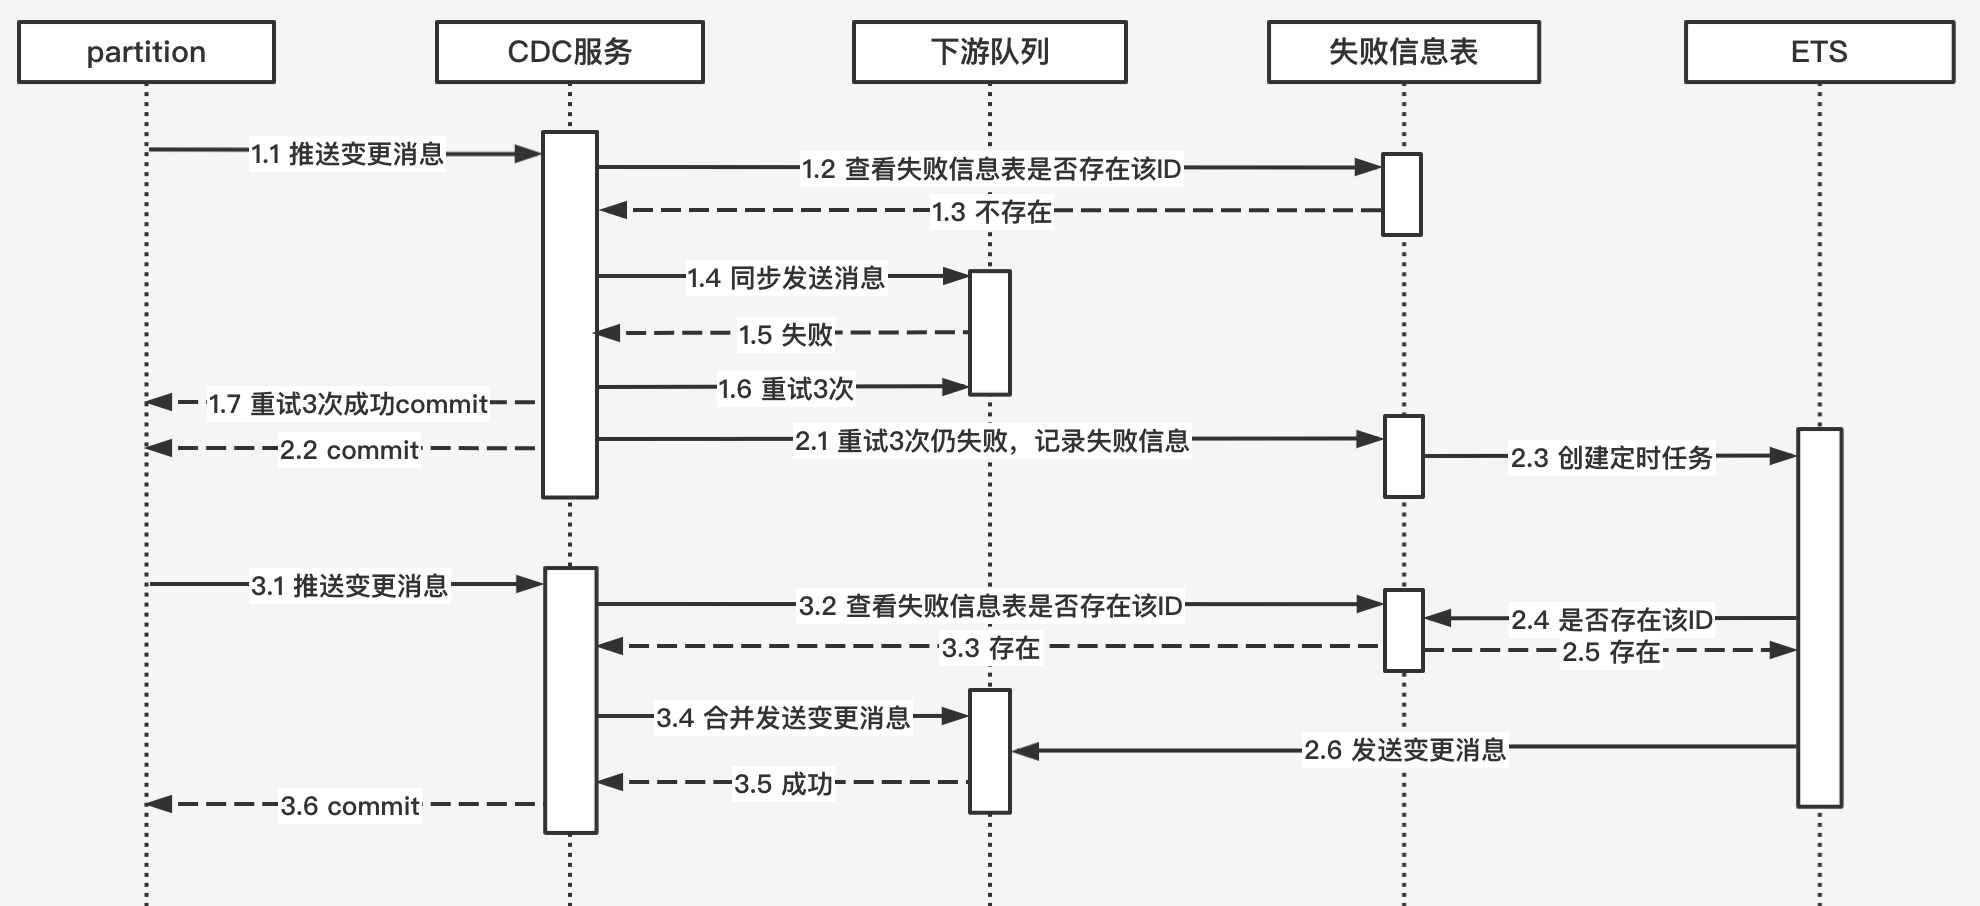 partition
CDC服务
下游队列
失败信息表
ETS
1.1 推送变更消息
1.2 查看失败信息表是否存在该ID
1.3 不存在
1.4 同步发送消息
1.5 失败
1.6 重试3次
1.7 重试3次成功commit
2.1 重试3次仍失败，记录失败信息
2.2 commit
2.3 创建定时任务
3.1 推送变更消息
3.2 查看失败信息表是否存在该ID
2.4 是否存在该ID
3.3 存在
2.5 存在
3.4 合并发送变更消息
2.6 发送变更消息
3.5 成功
3.6 commit